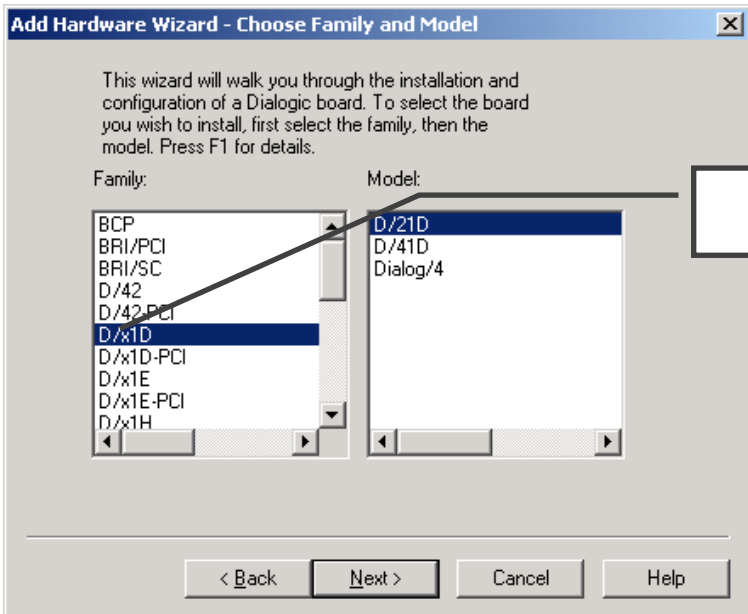 Add Hardware Wizard - Choose Family and Model
This wizard will walk you through the installation and
configuration of a Dialogic board. To select the board
you wish to install, first select the family, then the
model. Press F1 for details.
Family:
Model:
BCP
BRI/PCI
BRI/SC
D/42
D/42-PCI
D/x1D
D/x1D-PCI
D/x1E
D/x1E-PCI
D/x1H
D/21D
D/41D
Dialog/4
< Back
Next >
Cancel
Help